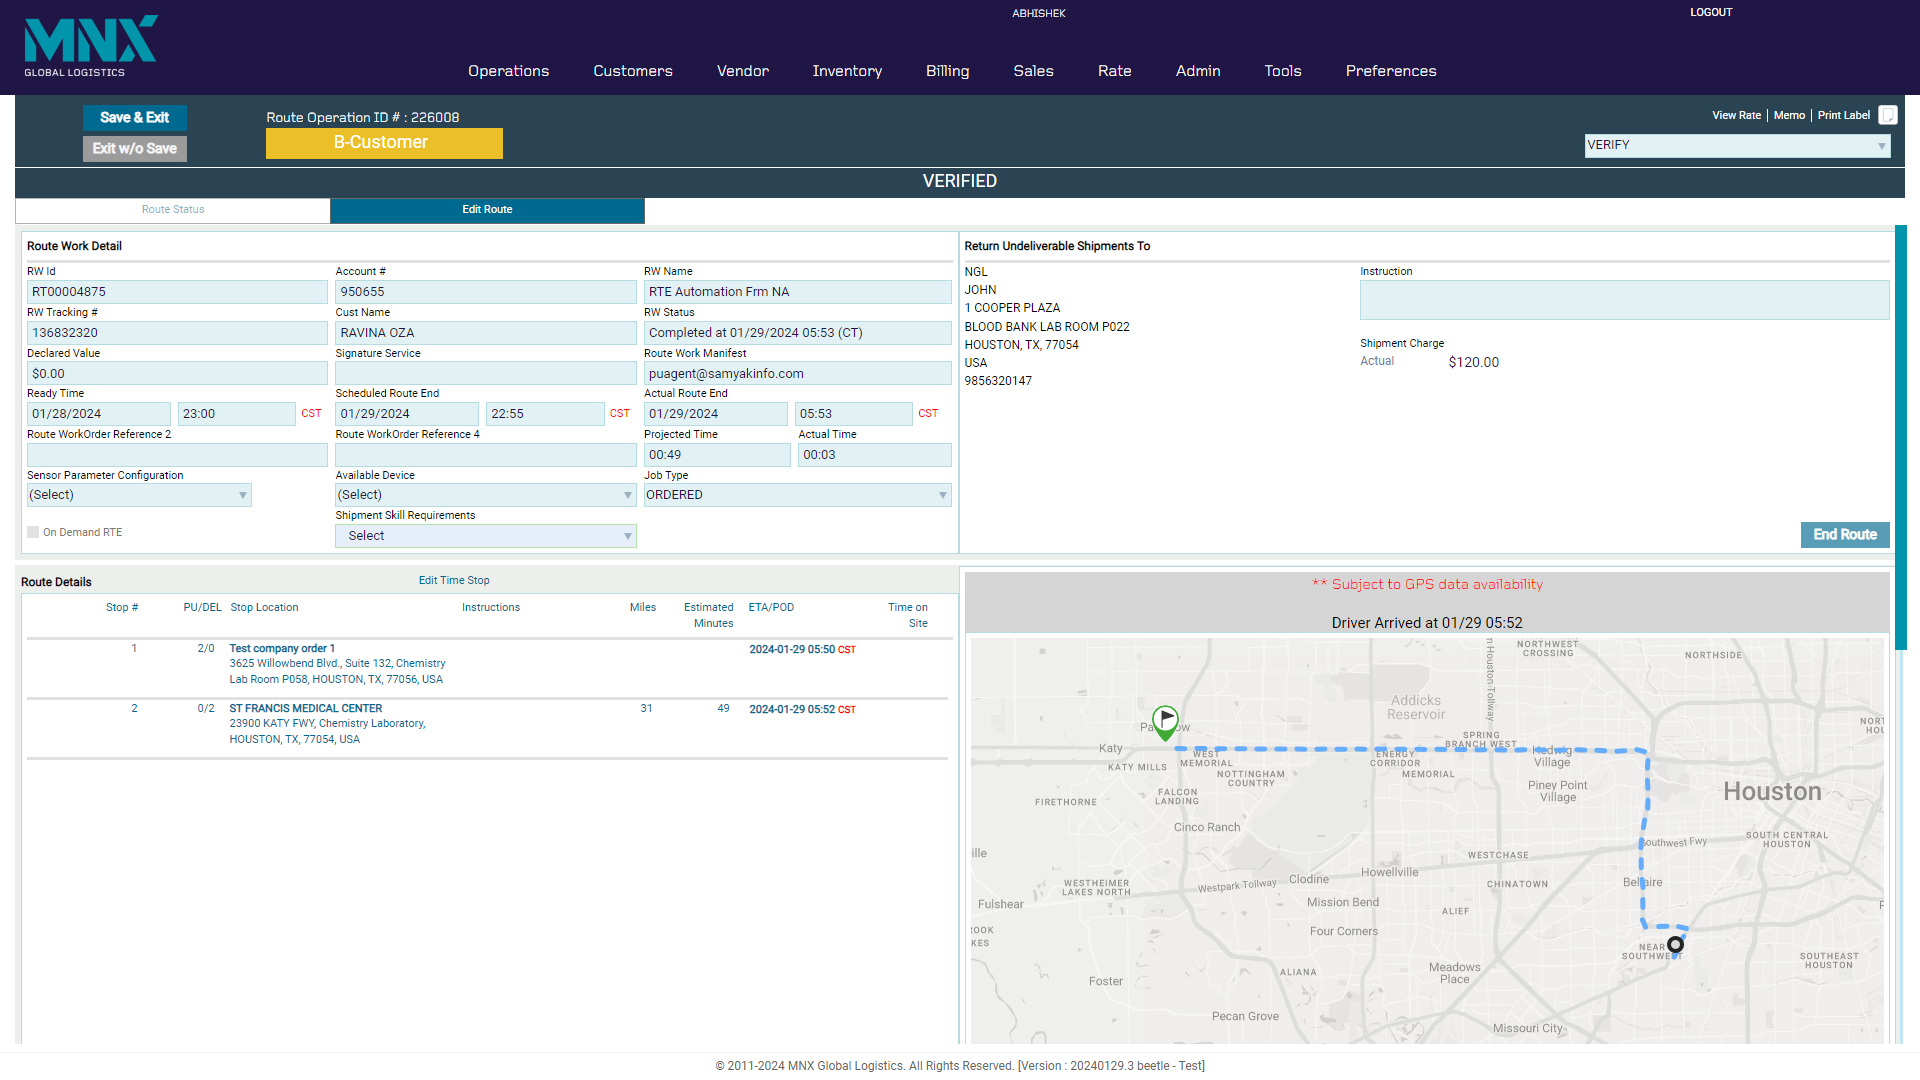 MNX
GLOBAL LOGISTICS
ABHISHEK
LOGOUT
Operations Customers Vendor Inventory Billing Sales Rate Admin Tools Preferences
Save & Exit
Exit w/o Save
Route Operation ID # : 226008
B-Customer
View Rate | Memo | Print Label
VERIFY
VERIFIED
Route Status
Edit Route
Route Work Detail
RW Id Account # RW Name
RT00004875 950655 RTE Automation Frm NA
RW Tracking # Cust Name RW Status
136832320 RAVINA OZA Completed at 01/29/2024 05:53 (CT)
Declared Value Signature Service Route Work Manifest
$0.00 puagent@samyakinfo.com
Ready Time Scheduled Route End Actual Route End
01/28/2024 23:00 CST 01/29/2024 22:55 CST 01/29/2024 05:53 CST
Route WorkOrder Reference 2 Route WorkOrder Reference 4 Projected Time Actual Time
00:49 00:03
Sensor Parameter Configuration Available Device Job Type
(Select) (Select) ORDERED
Shipment Skill Requirements
On Demand RTE Select
Return Undeliverable Shipments To
NGL
JOHN
1 COOPER PLAZA
BLOOD BANK LAB ROOM P022
HOUSTON, TX, 77054
USA
9856320147
Instruction
Shipment Charge
Actual $120.00
End Route
Route Details
Edit Time Stop
Stop # PU/DEL Stop Location Instructions Miles Estimated Minutes ETA/POD Time on Site
1 2/0 Test company order 1 2024-01-29 05:50 CST
3625 Willowbend Blvd., Suite 132, Chemistry
Lab Room P058, HOUSTON, TX, 77056, USA
2 0/2 ST FRANCIS MEDICAL CENTER 31 49 2024-01-29 05:52 CST
23900 KATY FWY, Chemistry Laboratory,
HOUSTON, TX, 77054, USA
** Subject to GPS data availability
Driver Arrived at 01/29 05:52
n Houston Tollway
NORTHWEST
CROSSING
NORTHSIDE
Addicks
Reservoir
NORT
HOU
Katy
KATY MILLS
WEST
MEMORIAL
ENERGY
CORRIDOR
SPRING
BRANCH WEST
Hedwig
Village
NOTTINGHAM
COUNTRY
MEMORIAL
Piney Point
Village
Houston
FALCON
LANDING
FIRETHORNE
Cinco Ranch
SOUTH CENTRAL
HOUSTON
Southwest Fwy
ille
WESTCHASE
Howellville
Clodine
CHINATOWN
Bellaire
WESTHEIMER
LAKES NORTH
Westpark Tollway
Fulshear
Mission Bend
ALIEF
Four Corners
ROOK
KES
NEAR
SOUTHWEST
SOUTHEAST
HOUSTON
ALIANA
Meadows
Place
Foster
Pecan Grove
Missouri City
© 2011-2024 MNX Global Logistics. All Rights Reserved. [Version : 20240129.3 beetle - Test]